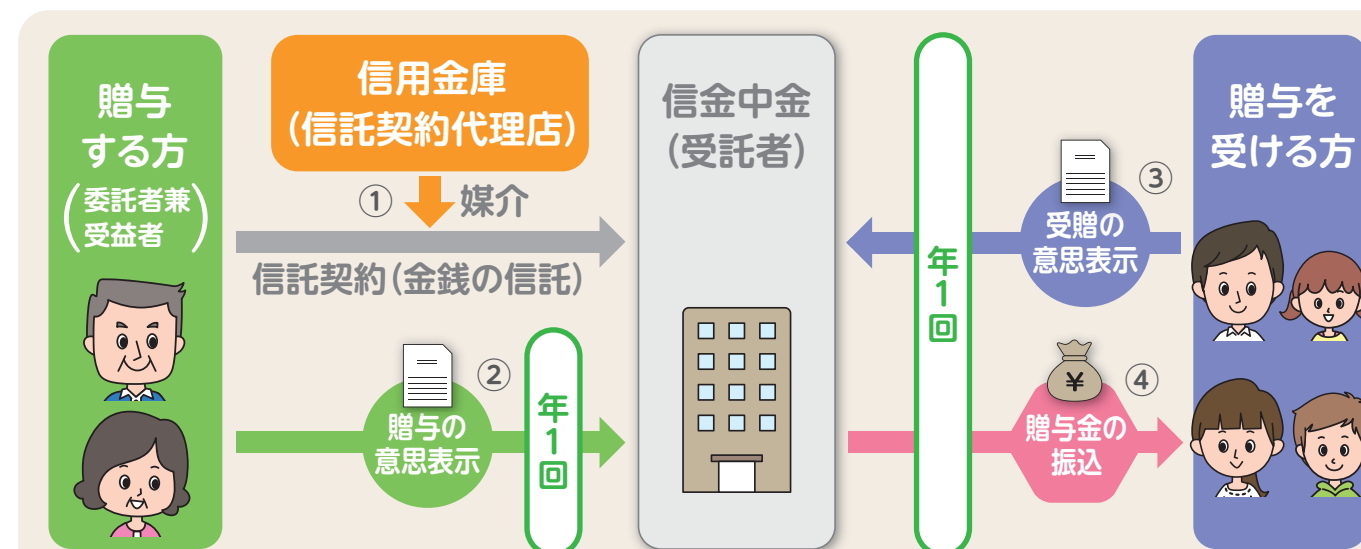 贈与
する方
(委託者兼
受益者)
信用金庫
(信託契約代理店)
① 媒介
信託契約(金銭の信託)
②
贈与の
意思表示
年1回
信金中金
(受託者)
年1回
③
受贈の
意思表示
¥
④
贈与金の
振込
贈与を
受ける方